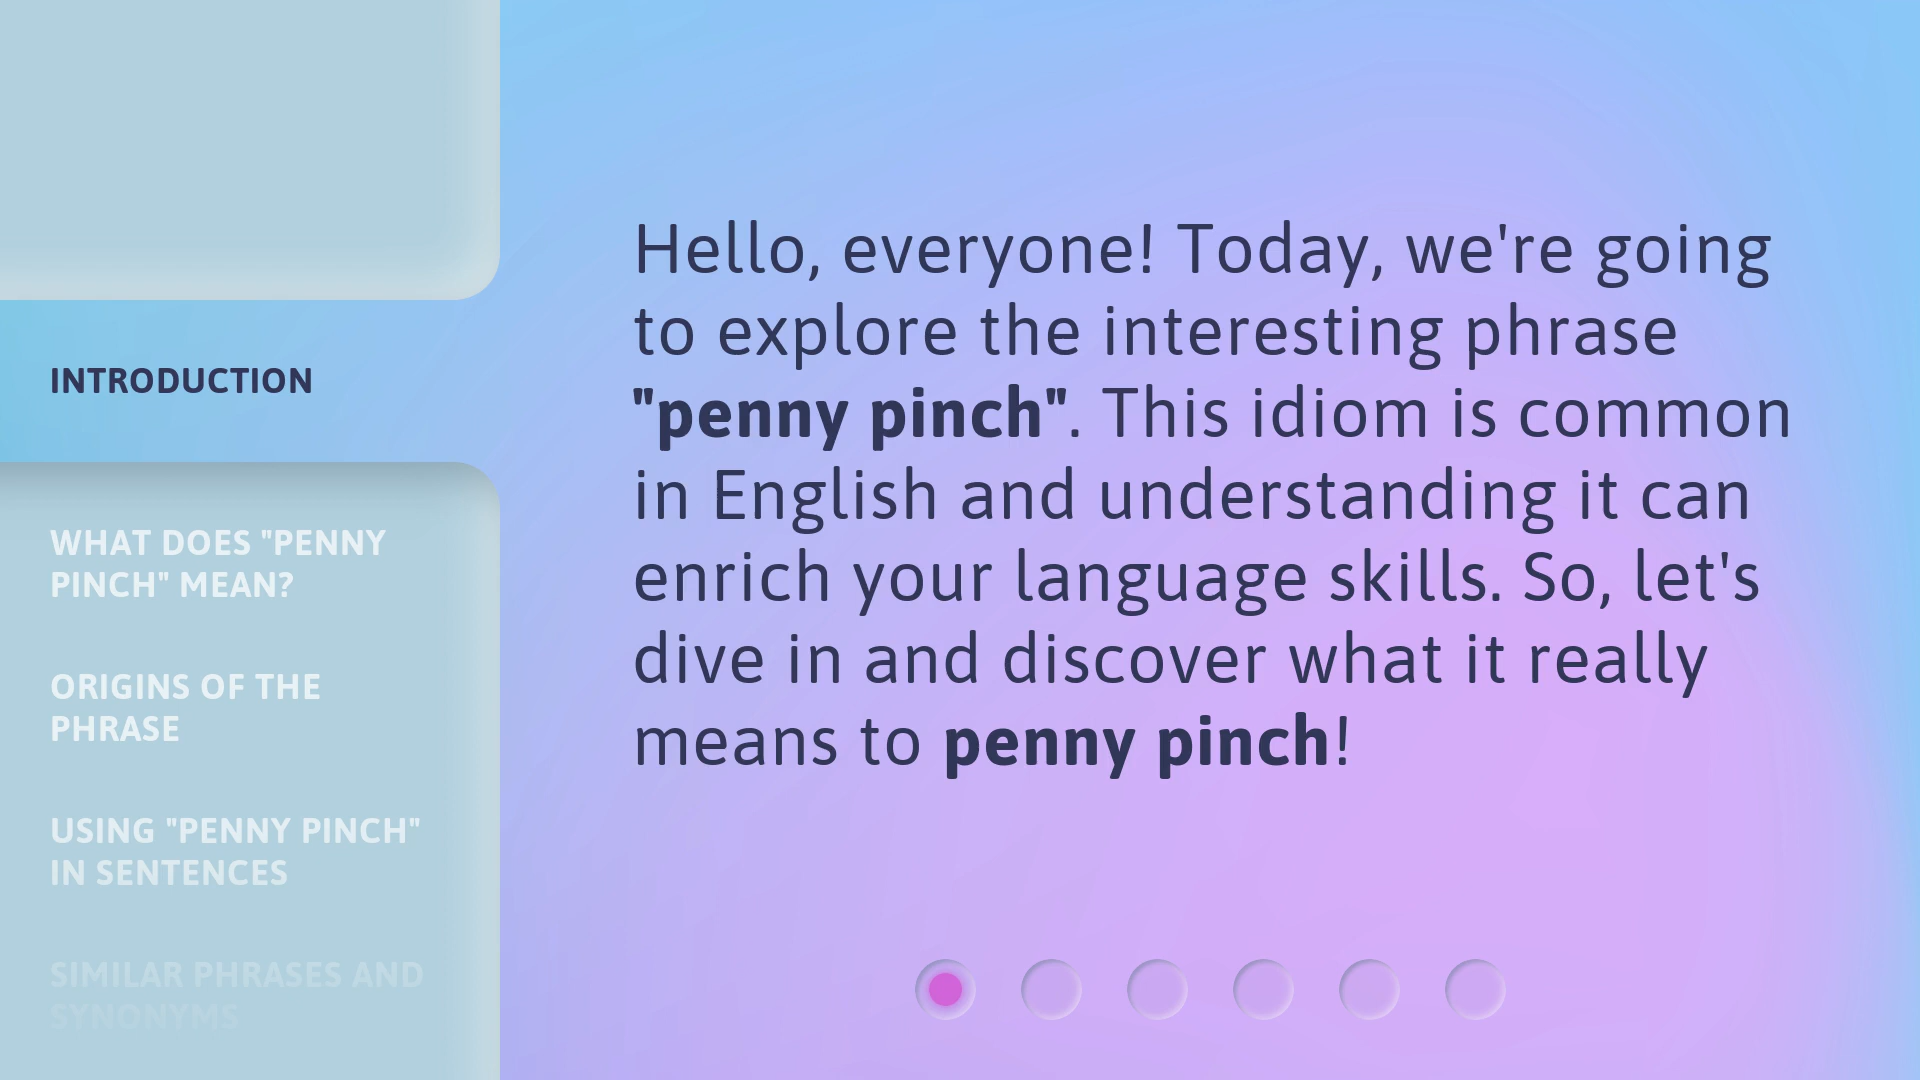 INTRODUCTION
WHAT DOES "PENNY
PINCH" MEAN?
ORIGINS OF THE
PHRASE
USING "PENNY PINCH"
IN SENTENCES
SIMILAR PHRASES AND
SYNONYMS
Hello, everyone! Today, we're going
to explore the interesting phrase
"penny pinch". This idiom is common
in English and understanding it can
enrich your language skills. So, let's
dive in and discover what it really
means to penny pinch!